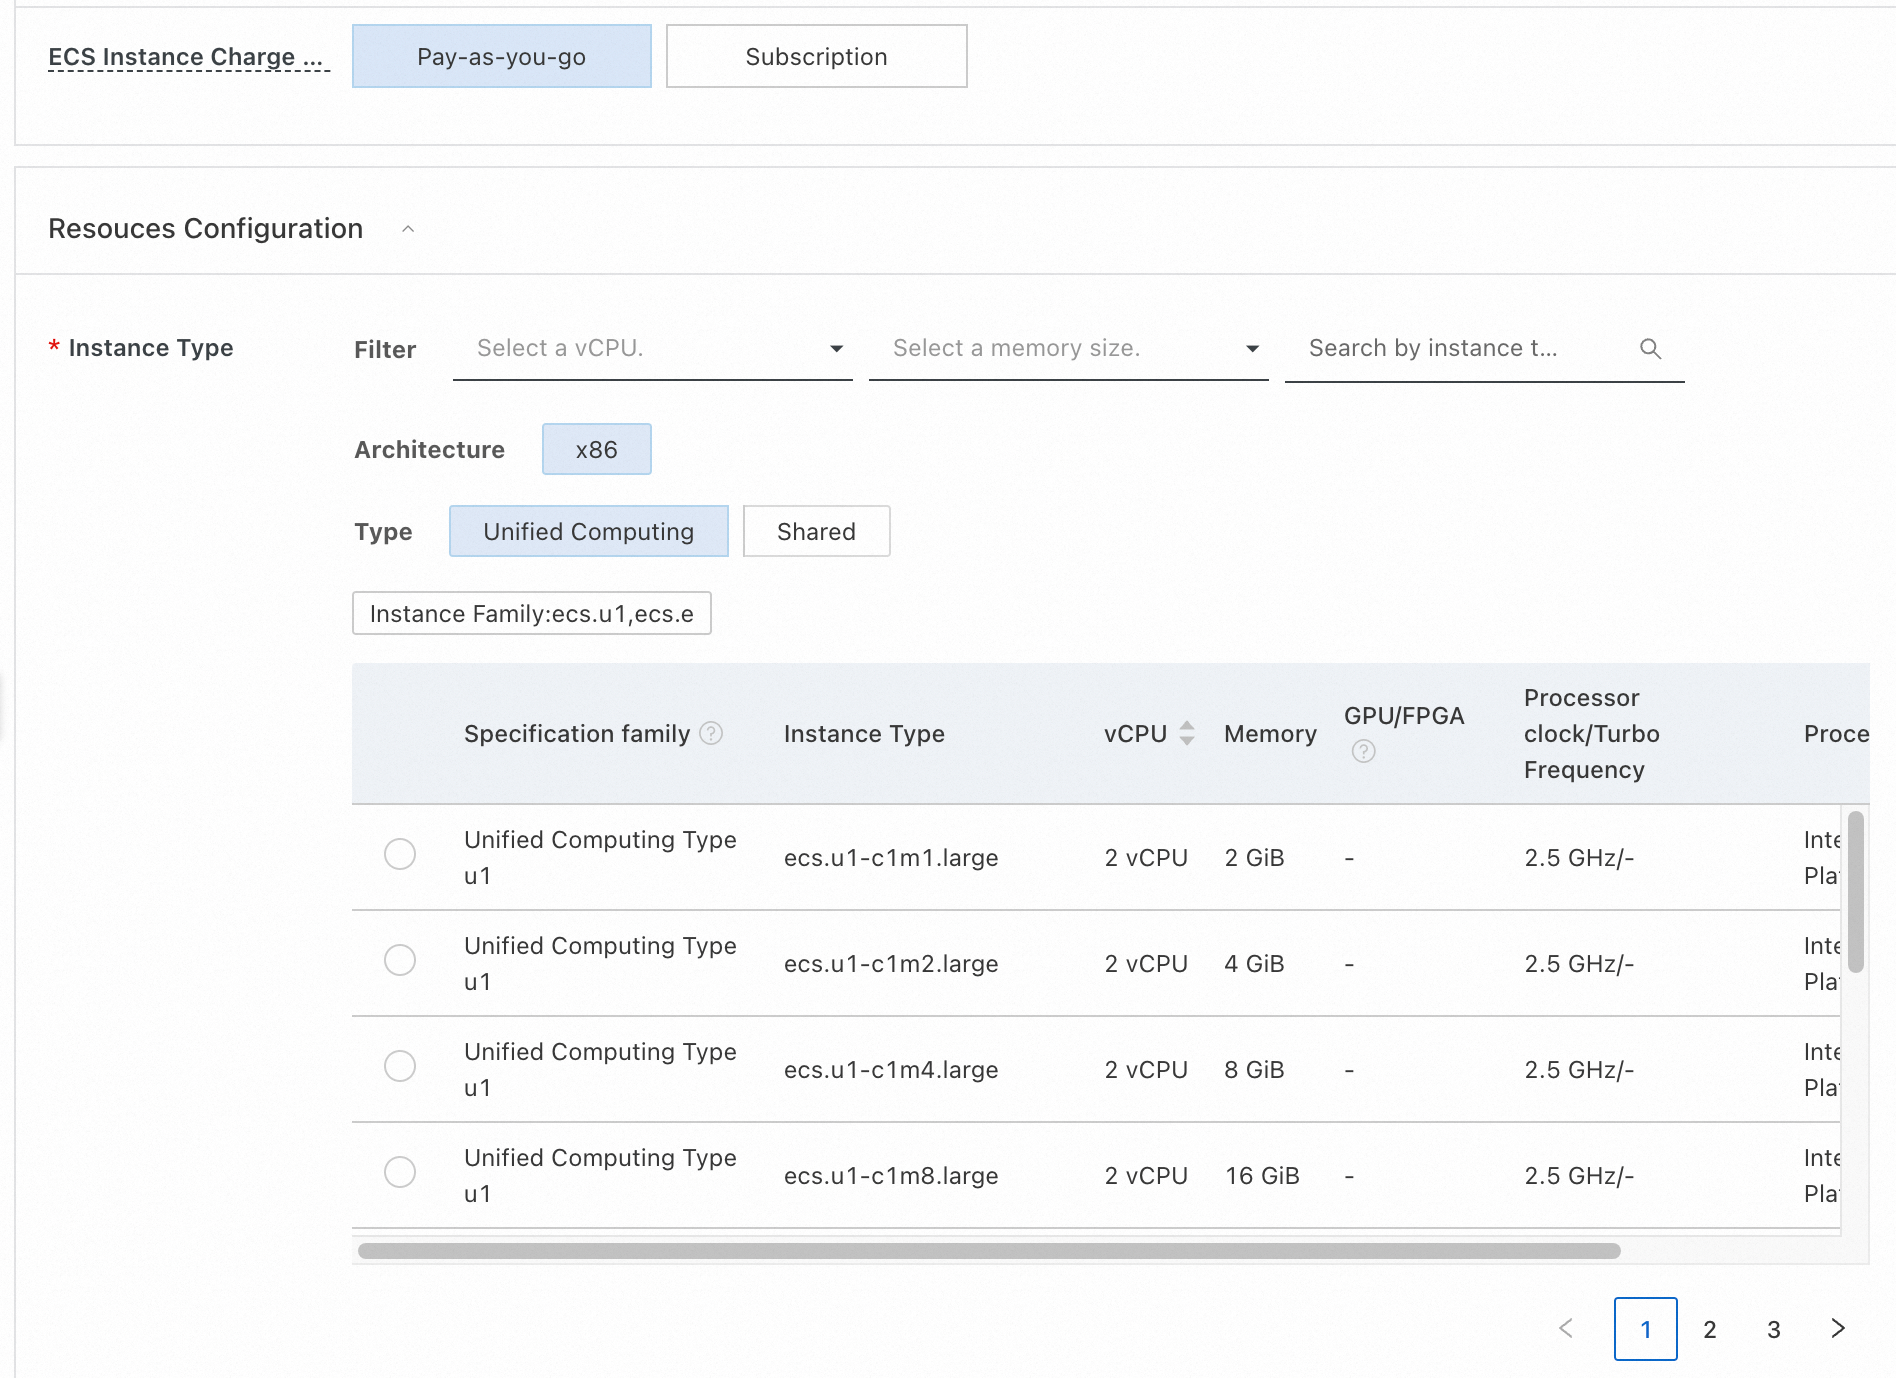 ECS Instance Charge ...
Pay-as-you-go
Subscription
Resouces Configuration
* Instance Type
Filter
Select a vCPU.
Select a memory size.
Search by instance t...
Architecture
x86
Type
Unified Computing
Shared
Instance Family:ecs.u1,ecs.e
Specification family ?
Instance Type
vCPU
Memory
GPU/FPGA
?
Processor
clock/Turbo
Frequency
Proce
Unified Computing Type
u1
ecs.u1-c1m1.large
2 vCPU
2 GiB
-
2.5 GHz/-
Inte
Pla
Unified Computing Type
u1
ecs.u1-c1m2.large
2 vCPU
4 GiB
-
2.5 GHz/-
Inte
Pla
Unified Computing Type
u1
ecs.u1-c1m4.large
2 vCPU
8 GiB
-
2.5 GHz/-
Inte
Pla
Unified Computing Type
u1
ecs.u1-c1m8.large
2 vCPU
16 GiB
-
2.5 GHz/-
Inte
Pla
< 1 2 3 >